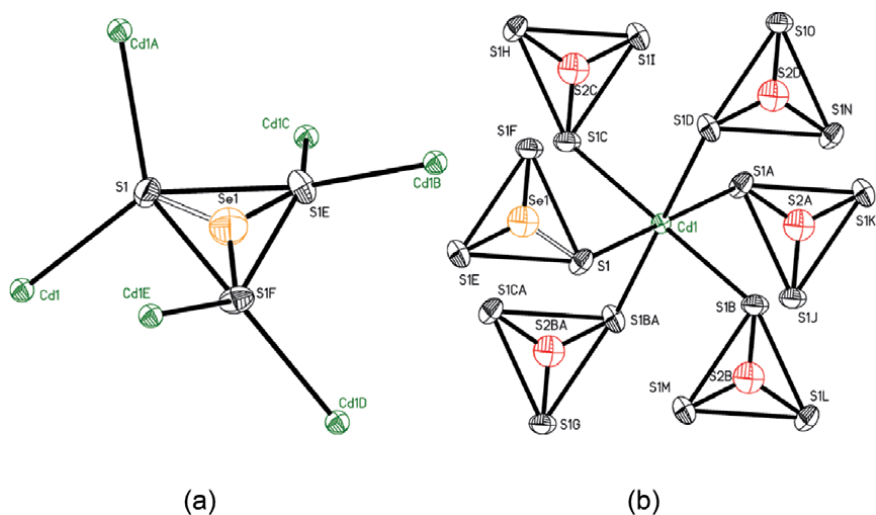 Cd1A
Cd1C
Cd1B
S1
Se1
S1E
Cd1
Cd1E
S1F
Cd1D
(a)
S1H
S1I
S2C
S1C
S1O
S2D
S1N
S1D
S1F
Se1
S1E
S1
S1A
S2A
S1K
S1J
Cd1
S1CA
S2BA
S1BA
S1G
S1B
S2B
S1M
S1L
(b)